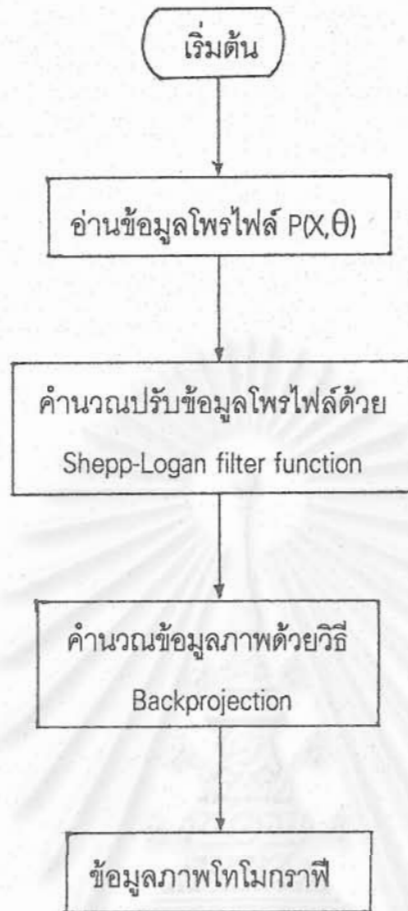 เริ่มต้น
อ่านข้อมูลโพรไฟล์ P(X,θ)
คำนวณปรับข้อมูลโพรไฟล์ด้วย
Shepp-Logan filter function
คำนวณข้อมูลภาพด้วยวิธี
Backprojection
ข้อมูลภาพโทโมกราฟี